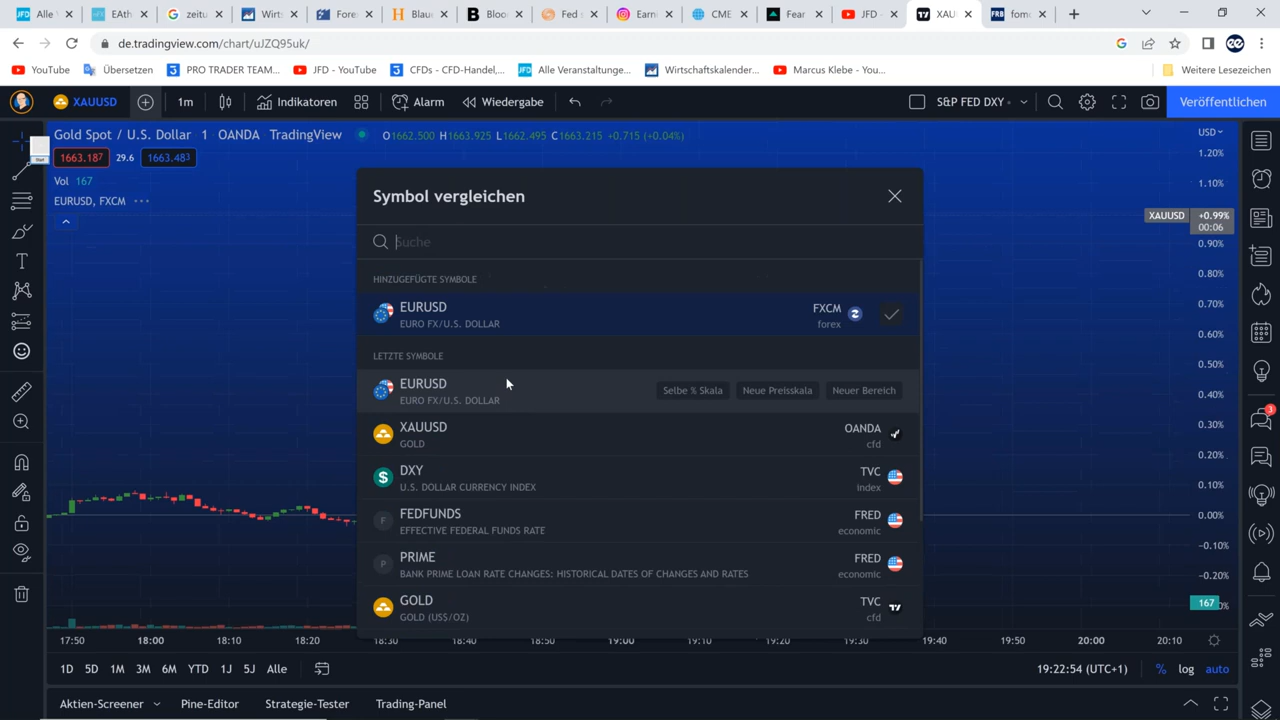 Alle V
EAth
zeitu
Wirts
Forex
Blaue
Bloo
Fed r
Earn
CME
Fear
JFD -
XAU
fomc
de.tradingview.com/chart/uJZQ95uk/
YouTube
Übersetzen
PRO TRADER TEAM...
JFD - YouTube
CFDs - CFD-Handel,...
Alle Veranstaltunge...
Wirtschaftskalender...
Marcus Klebe - You...
Weitere Lesezeichen
XAUUSD
1m
Indikatoren
Alarm
Wiedergabe
S&P FED DXY
Veröffentlichen
Gold Spot / U.S. Dollar 1 OANDA TradingView
O1662.500 H1663.925 L1662.495 C1663.215 +0.715 (+0.04%)
USD
1663.187
29.6
1663.483
Vol 167
EURUSD, FXCM
Symbol vergleichen
Suche
HINZUGEFÜGTE SYMBOLE
EURUSD
EURO FX/U.S. DOLLAR
FXCM
forex
LETZTE SYMBOLE
EURUSD
EURO FX/U.S. DOLLAR
Selbe % Skala
Neue Preisskala
Neuer Bereich
XAUUSD
GOLD
OANDA
cfd
DXY
U.S. DOLLAR CURRENCY INDEX
TVC
index
FEDFUNDS
EFFECTIVE FEDERAL FUNDS RATE
FRED
economic
PRIME
BANK PRIME LOAN RATE CHANGES: HISTORICAL DATES OF CHANGES AND RATES
FRED
economic
GOLD
GOLD (US$/OZ)
TVC
cfd
1.20%
1.10%
XAUUSD
+0.99%
00:06
0.90%
0.80%
0.70%
0.60%
0.50%
0.40%
0.30%
0.20%
0.10%
0.00%
-0.10%
-0.20%
167
3
17:50
18:00
18:10
18:20
18:30
18:40
18:50
19:00
19:10
19:20
19:30
19:40
19:50
20:00
20:10
1D
5D
1M
3M
6M
YTD
1J
5J
Alle
19:22:54 (UTC+1)
%
log
auto
Aktien-Screener
Pine-Editor
Strategie-Tester
Trading-Panel